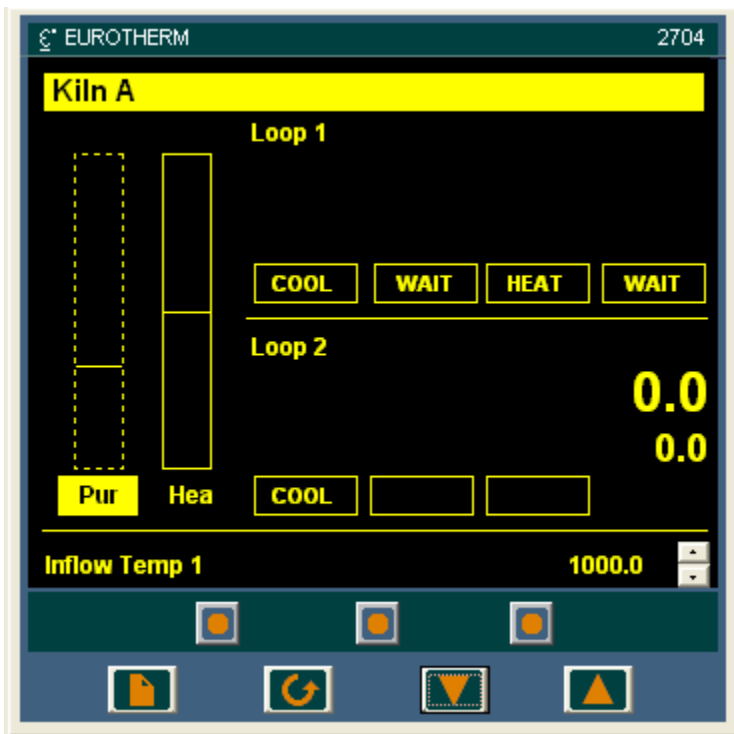 EUROTHERM 2704
Kiln A
Loop 1
COOL WAIT HEAT WAIT
Loop 2
0.0
0.0
Pur Hea COOL
Inflow Temp 1 1000.0